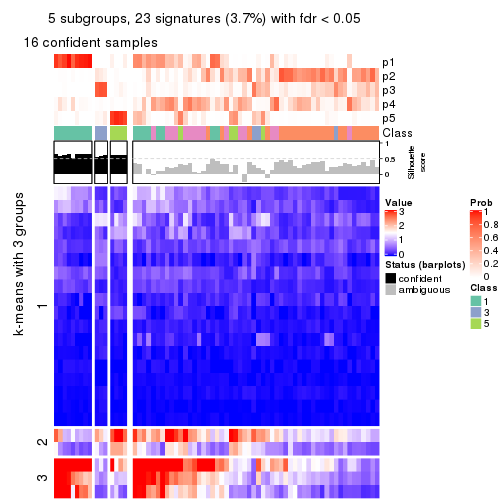 5 subgroups, 23 signatures (3.7%) with fdr < 0.05
16 confident samples
p1
p2
p3
p4
p5
Class
1
0.5
0
Silhouette
score
k-means with 3 groups
1
2
3
Value
3
2
1
0
Status (barplots)
confident
ambiguous
Prob
1
0.8
0.6
0.4
0.2
0
Class
1
3
5